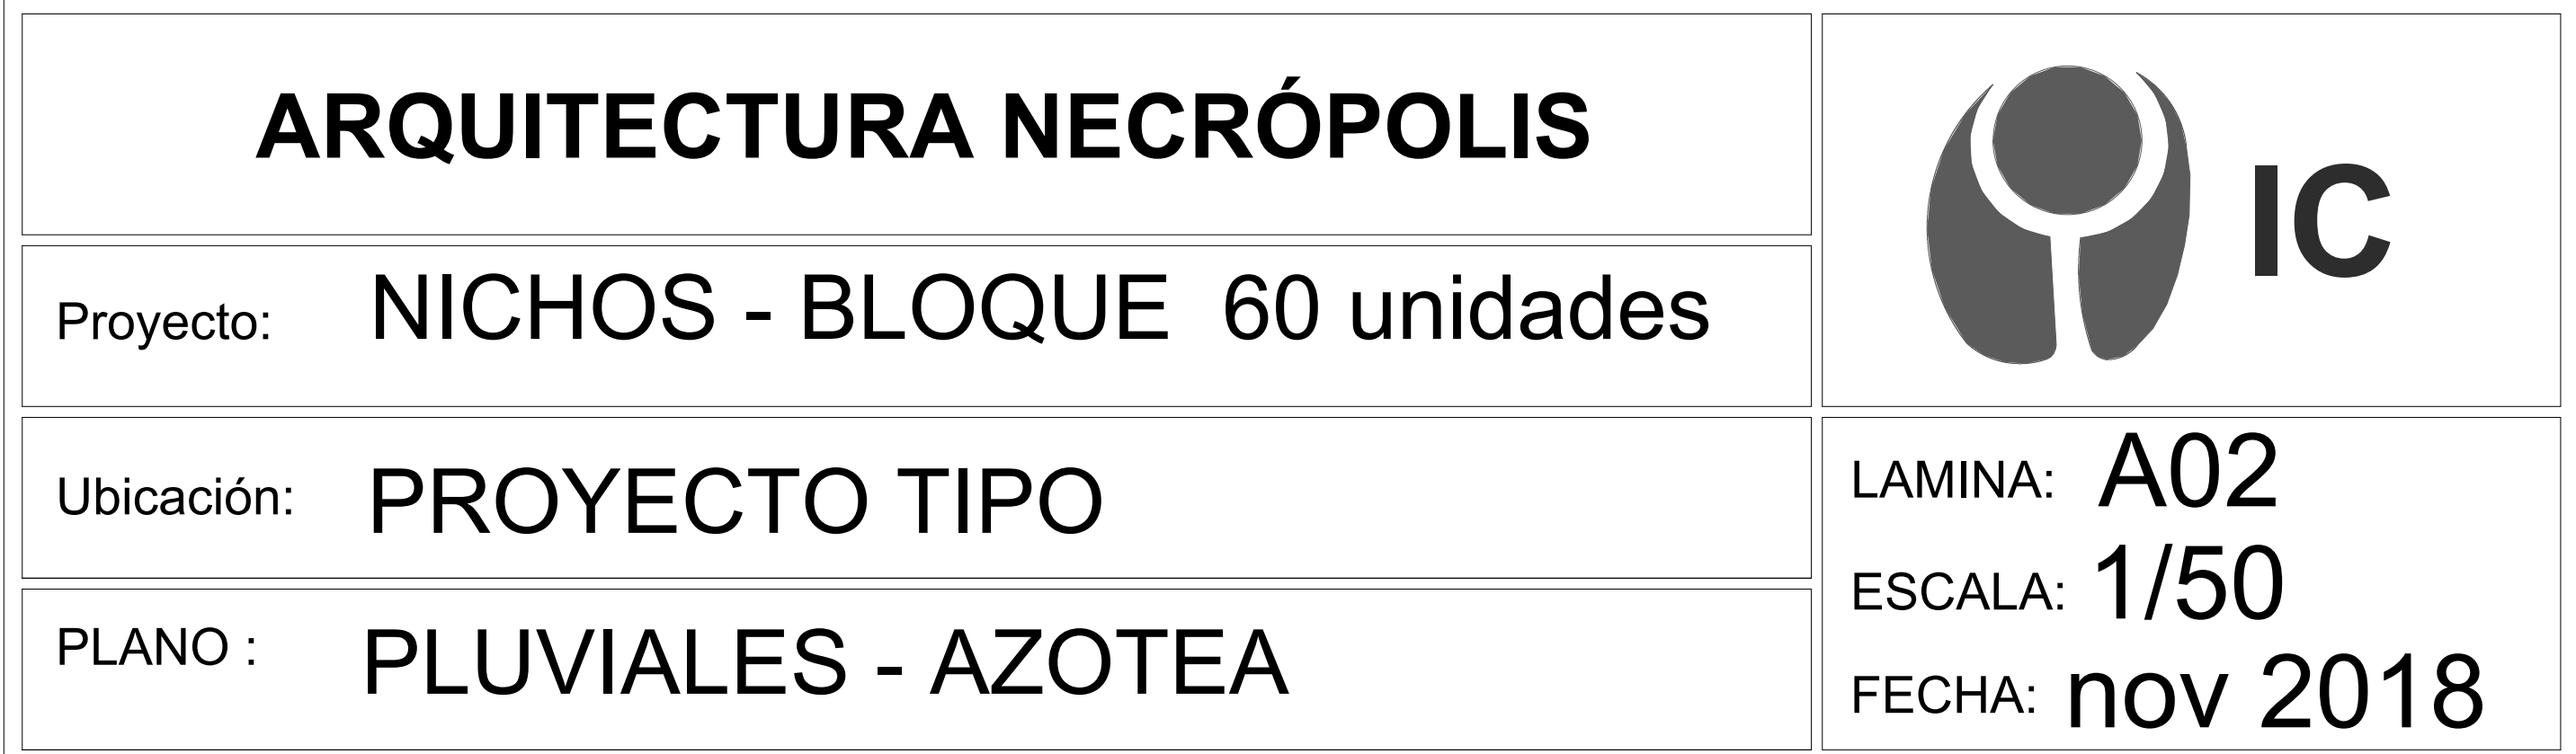 ARQUITECTURA NECRÓPOLIS
IC
Proyecto: NICHOS - BLOQUE 60 unidades
Ubicación: PROYECTO TIPO
PLANO : PLUVIALES - AZOTEA
LAMINA: A02
ESCALA: 1/50
FECHA: nov 2018